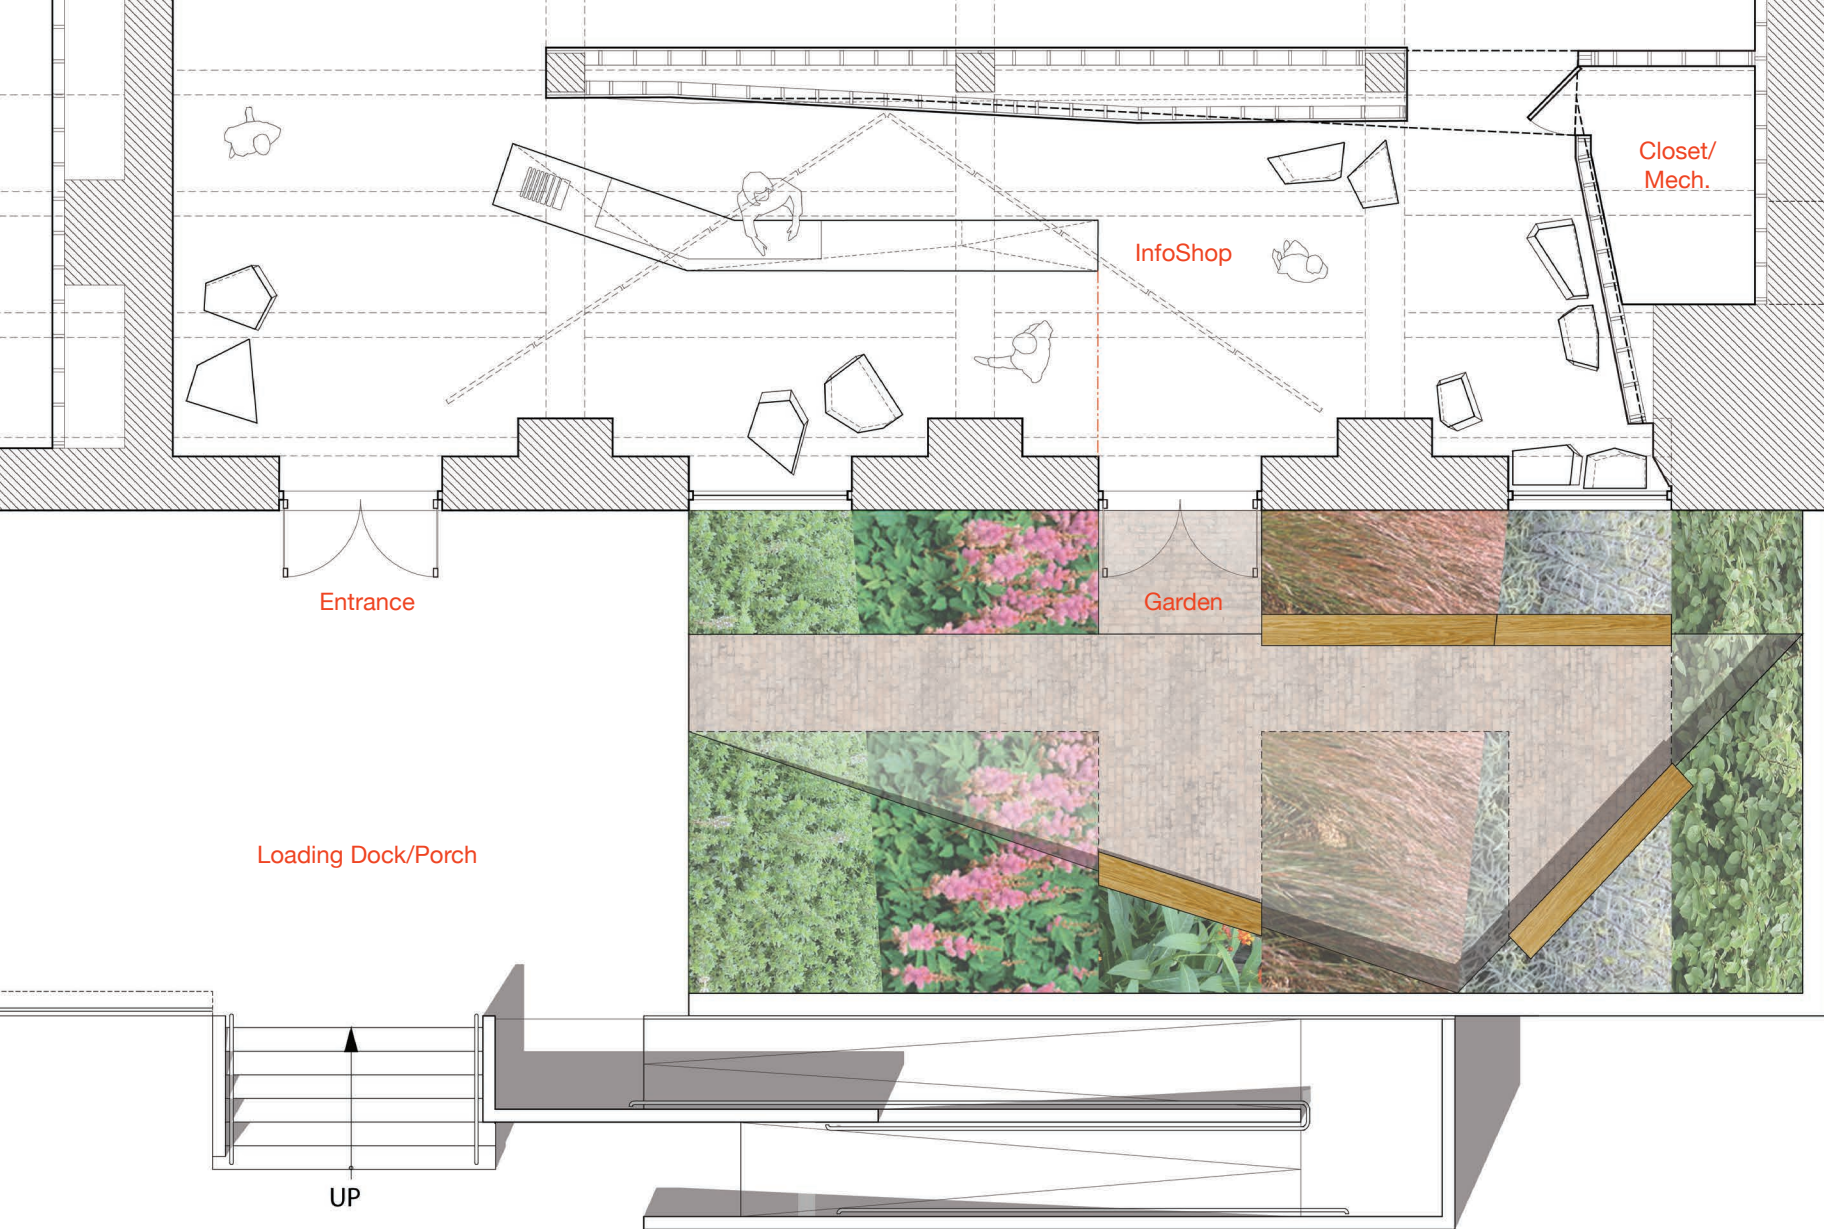 Closet/
Mech.
InfoShop
Entrance
Garden
Loading Dock/Porch
UP